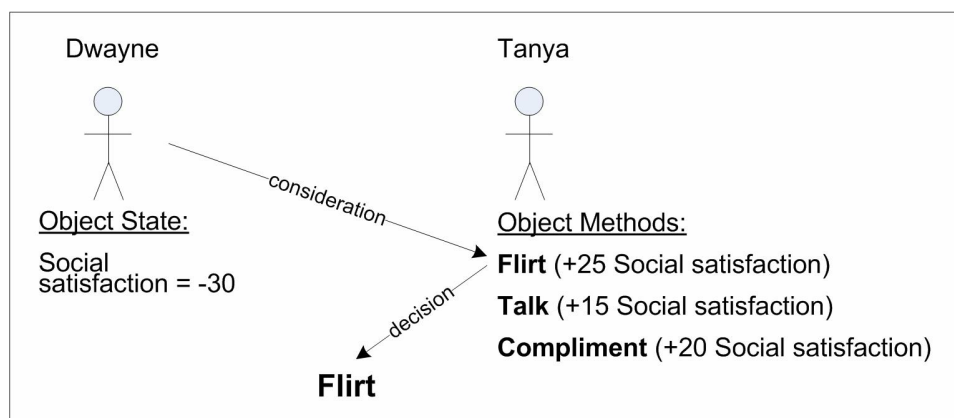 Dwayne
Tanya
consideration
Object State:
Social
satisfaction = -30
Object Methods:
Flirt (+25 Social satisfaction)
Talk (+15 Social satisfaction)
Compliment (+20 Social satisfaction)
decision
Flirt